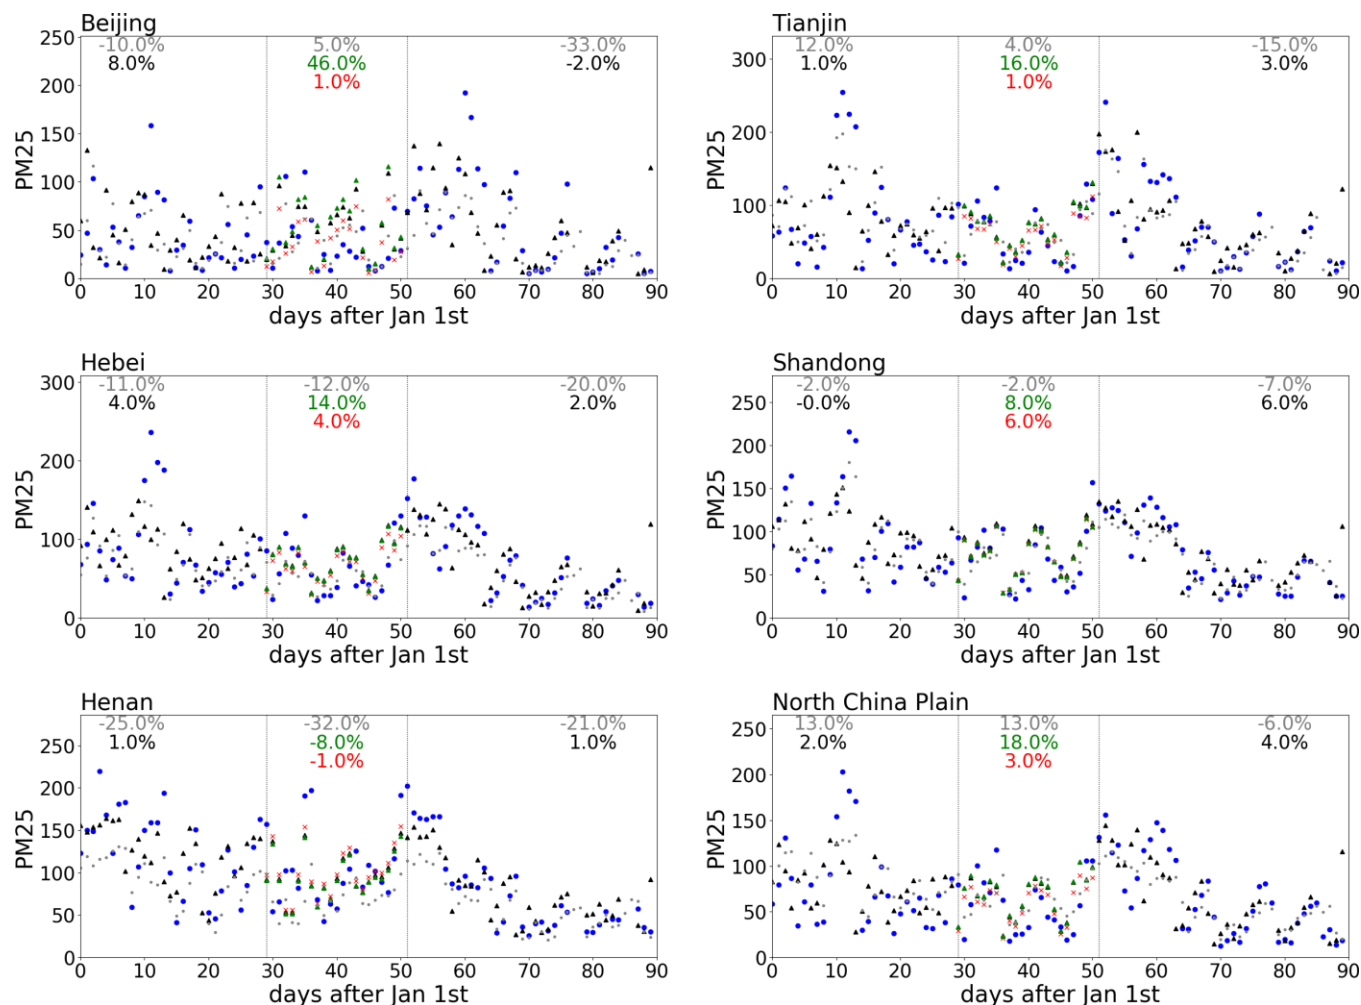 Beijing
-10.0% 5.0% -33.0%
8.0% 46.0% -2.0%
1.0%
250
200
150
100
50
0
PM25
0 10 20 30 40 50 60 70 80 90
days after Jan 1st
Tianjin
12.0% 4.0% -15.0%
1.0% 16.0% 3.0%
1.0%
300
200
100
0
PM25
0 10 20 30 40 50 60 70 80 90
days after Jan 1st
Hebei
-11.0% -12.0% -20.0%
4.0% 14.0% 2.0%
4.0%
300
200
100
0
PM25
0 10 20 30 40 50 60 70 80 90
days after Jan 1st
Shandong
-2.0% -2.0% -7.0%
-0.0% 8.0% 6.0%
6.0%
250
200
150
100
50
0
PM25
0 10 20 30 40 50 60 70 80 90
days after Jan 1st
Henan
-25.0% -32.0% -21.0%
1.0% -8.0% 1.0%
-1.0%
250
200
150
100
50
0
PM25
0 10 20 30 40 50 60 70 80 90
days after Jan 1st
North China Plain
13.0% 13.0% -6.0%
2.0% 18.0% 4.0%
3.0%
250
200
150
100
50
0
PM25
0 10 20 30 40 50 60 70 80 90
days after Jan 1st